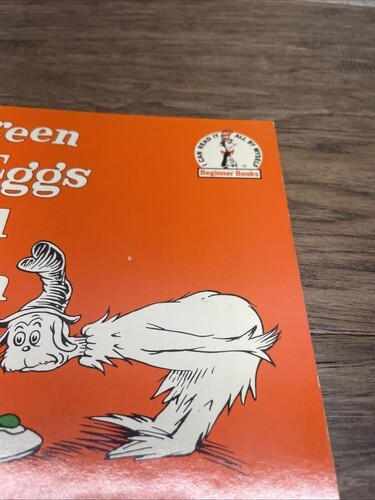 reen
Eggs
I CAN READ IT ALL BY MYSELF
Beginner Books